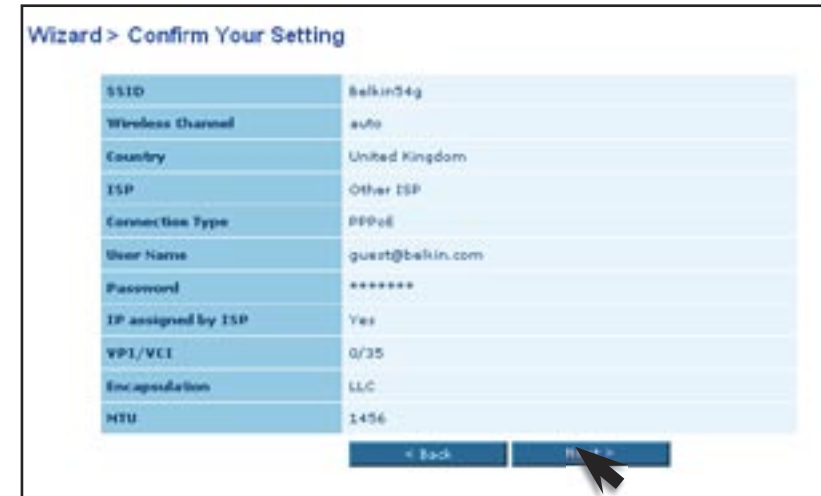 Wizard > Confirm Your Setting
SSID Belkin54g
Wireless Channel auto
Country United Kingdom
ISP Other ISP
Connection Type PPPoE
User Name guest@belkin.com
Password *******
IP assigned by ISP Yes
VPI/VCI 0/35
Encapsulation LLC
MTU 1456
< Back Next >